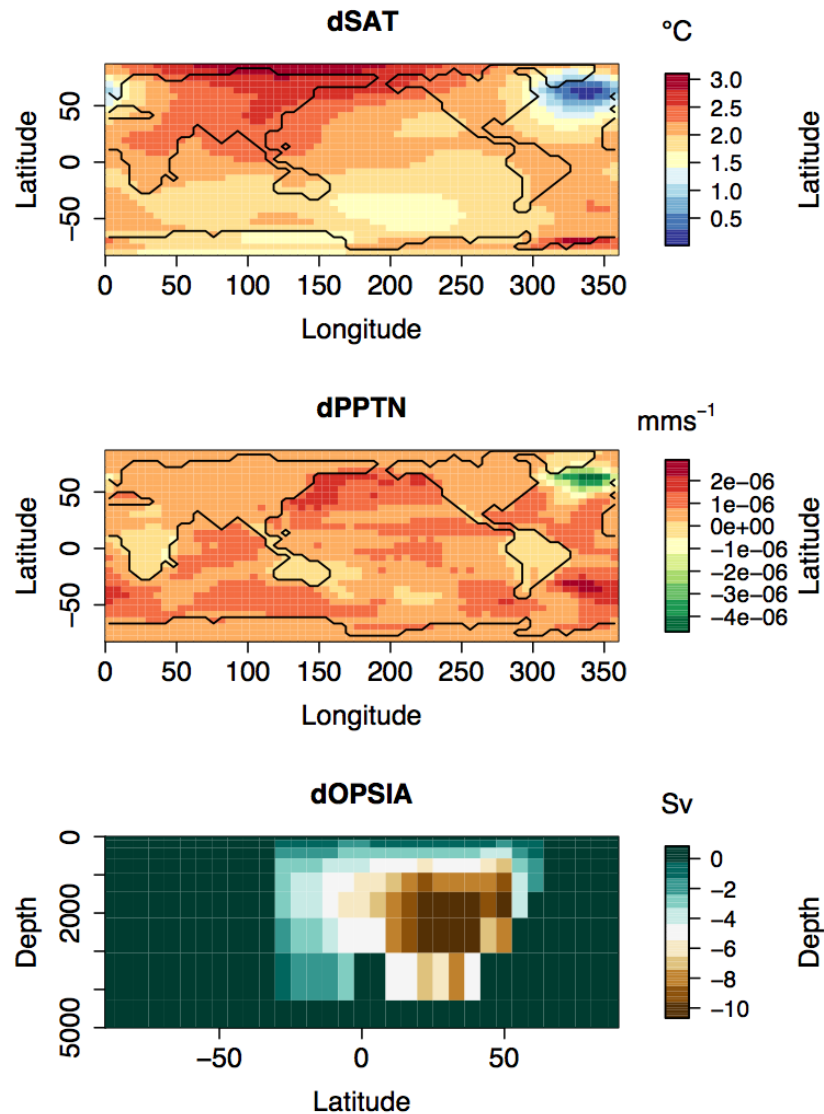 dSAT
°C
Latitude
50
0
−50
0 50 100 150 200 250 300 350
Longitude
3.0
2.5
2.0
1.5
1.0
0.5
Latitude
dPPTN
mms⁻¹
Latitude
50
0
−50
0 50 100 150 200 250 300 350
Longitude
2e−06
1e−06
0e+00
−1e−06
−2e−06
−3e−06
−4e−06
Latitude
dOPSIA
Sv
Depth
0
2000
5000
−50 0 50
Latitude
0
−2
−4
−6
−8
−10
Depth